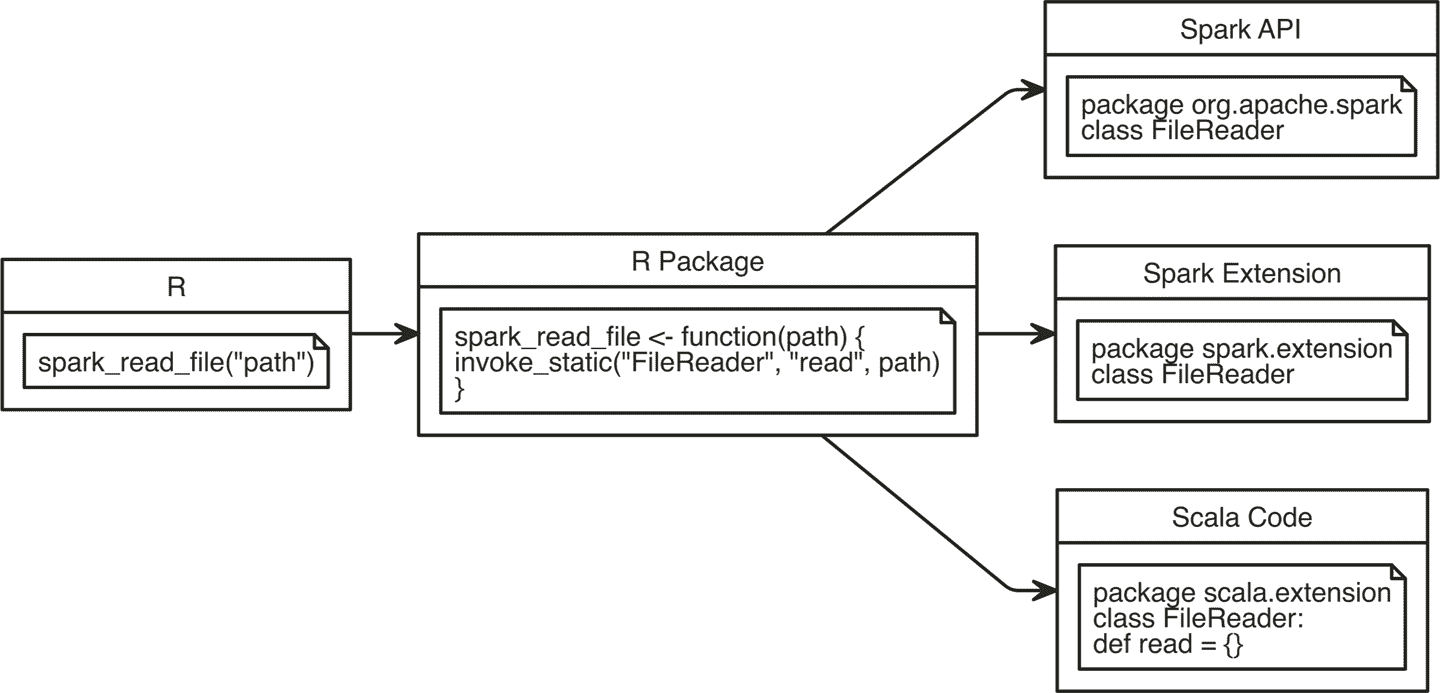 R
spark_read_file("path")
R Package
spark_read_file <- function(path) {
invoke_static("FileReader", "read", path)
}
Spark API
package org.apache.spark
class FileReader
Spark Extension
package spark.extension
class FileReader
Scala Code
package scala.extension
class FileReader:
def read = {}